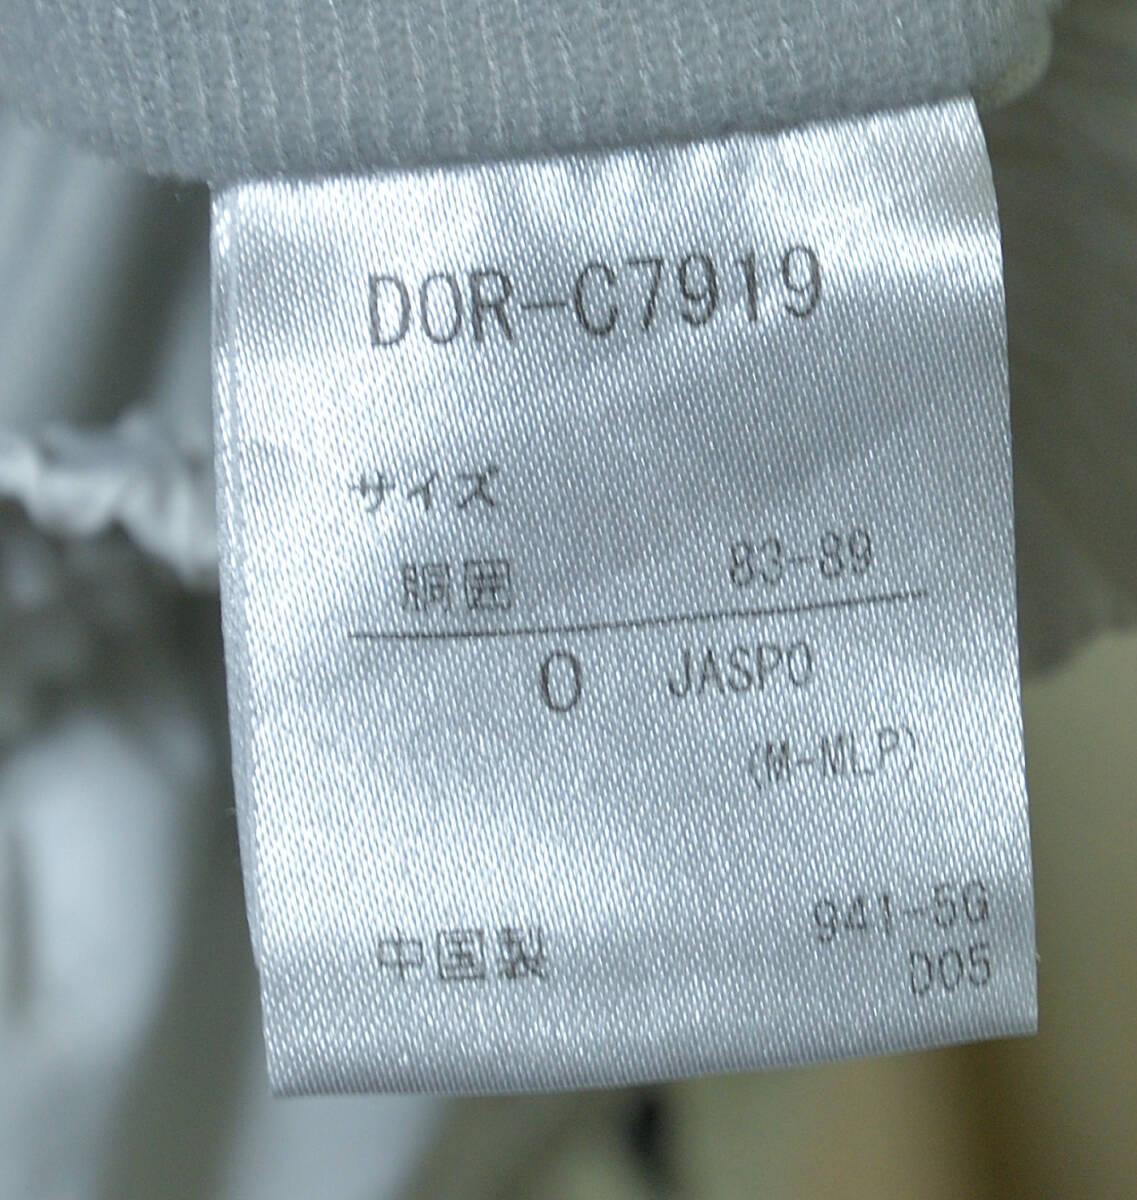 DOR-C7919
サイズ
胴囲 83-89
O JASPO
(M-MLP)
941-5G
中国製
D05